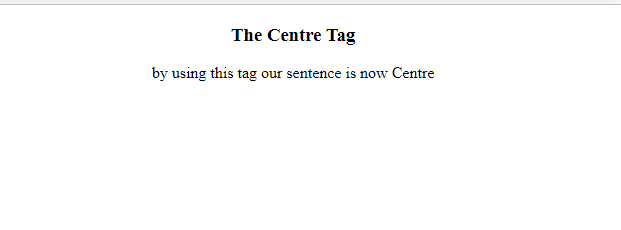 The Centre Tag
by using this tag our sentence is now Centre